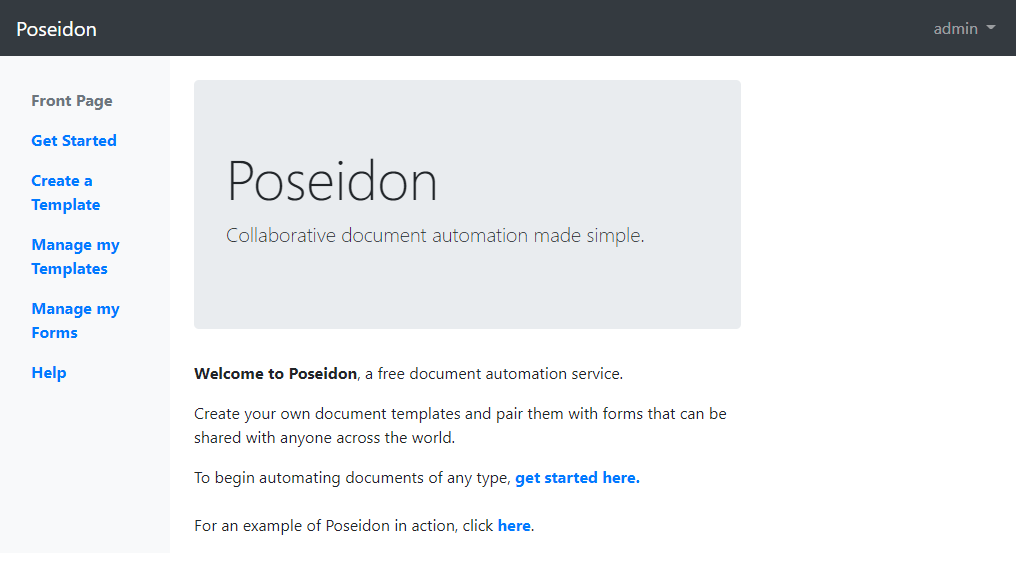 Poseidon
admin
Front Page
Get Started
Create a
Template
Manage my
Templates
Manage my
Forms
Help
Poseidon
Collaborative document automation made simple.
Welcome to Poseidon, a free document automation service.
Create your own document templates and pair them with forms that can be
shared with anyone across the world.
To begin automating documents of any type, get started here.
For an example of Poseidon in action, click here.